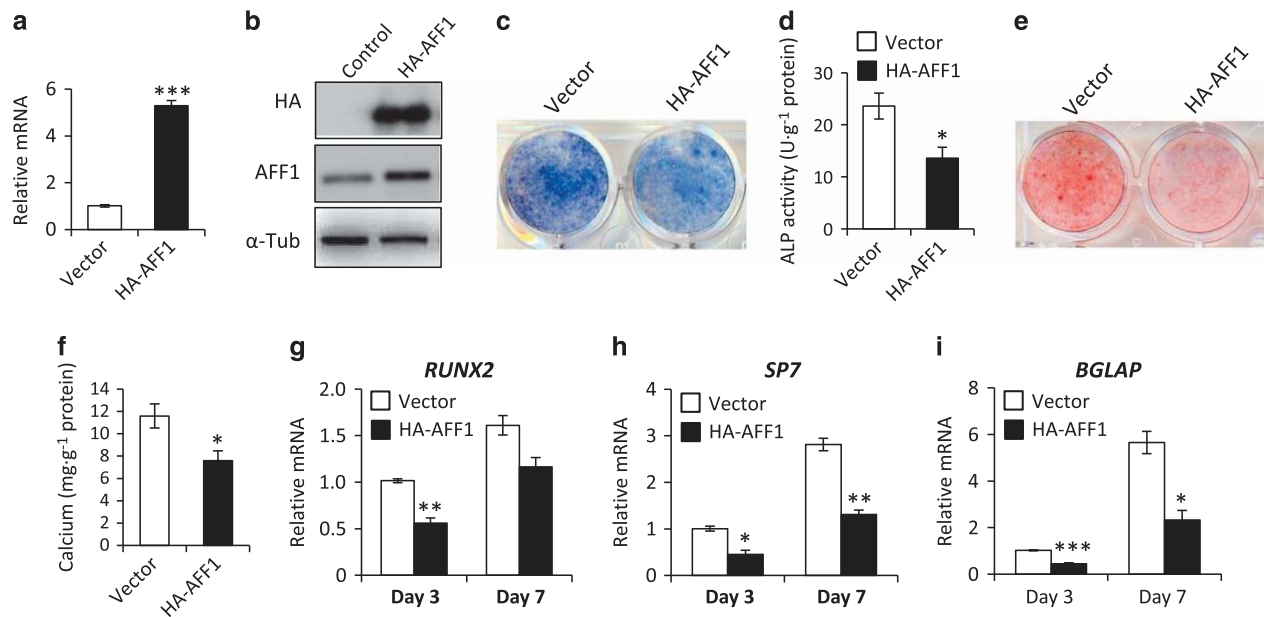 a
Relative mRNA
6
4
2
0
***
Vector
HA-AFF1
b
Control
HA-AFF1
HA
AFF1
α-Tub
c
Vector
HA-AFF1
d
Vector
HA-AFF1
ALP activity (U·g-1 protein)
30
20
10
0
*
Vector
HA-AFF1
e
Vector
HA-AFF1
f
Calcium (mg·g-1 protein)
14
12
10
8
6
4
2
0
*
Vector
HA-AFF1
g
RUNX2
Vector
HA-AFF1
Relative mRNA
2.0
1.5
1.0
0.5
0
**
Day 3
Day 7
h
SP7
Vector
HA-AFF1
Relative mRNA
4
3
2
1
0
*
**
Day 3
Day 7
i
BGLAP
Vector
HA-AFF1
Relative mRNA
8
6
4
2
0
***
*
Day 3
Day 7